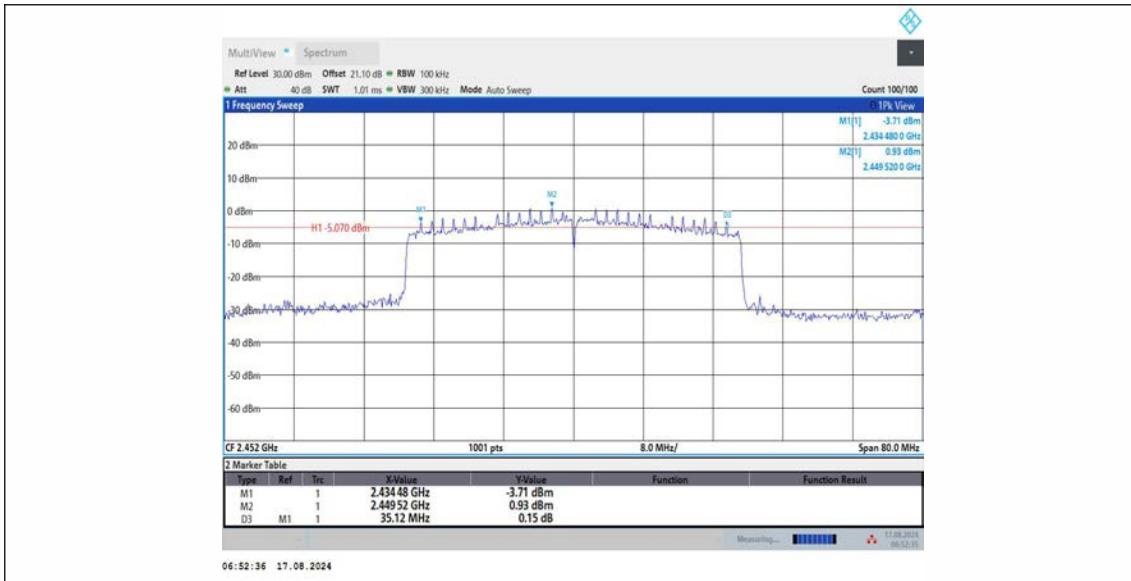 MultiView Spectrum
Ref Level 30.00 dBm Offset 21.10 dB RBW 100 kHz
Att 40 dB SWT 1.01 ms VBW 300 kHz Mode Auto Sweep Count 100/100
1 Frequency Sweep 1Pk View
M1[1] -3.71 dBm
2.434 480 0 GHz
20 dBm
M2[1] 0.93 dBm
2.449 520 0 GHz
10 dBm
M2
0 dBm
M1 D3
H1 -5.070 dBm
-10 dBm
-20 dBm
-30 dBm
-40 dBm
-50 dBm
-60 dBm
CF 2.452 GHz 1001 pts 8.0 MHz/ Span 80.0 MHz
2 Marker Table
Type Ref Trc X-Value Y-Value Function Function Result
M1 1 2.434 48 GHz -3.71 dBm
M2 1 2.449 52 GHz 0.93 dBm
D3 M1 1 35.12 MHz 0.15 dB
Measuring... 17.08.2024
06:52:35
06:52:36 17.08.2024